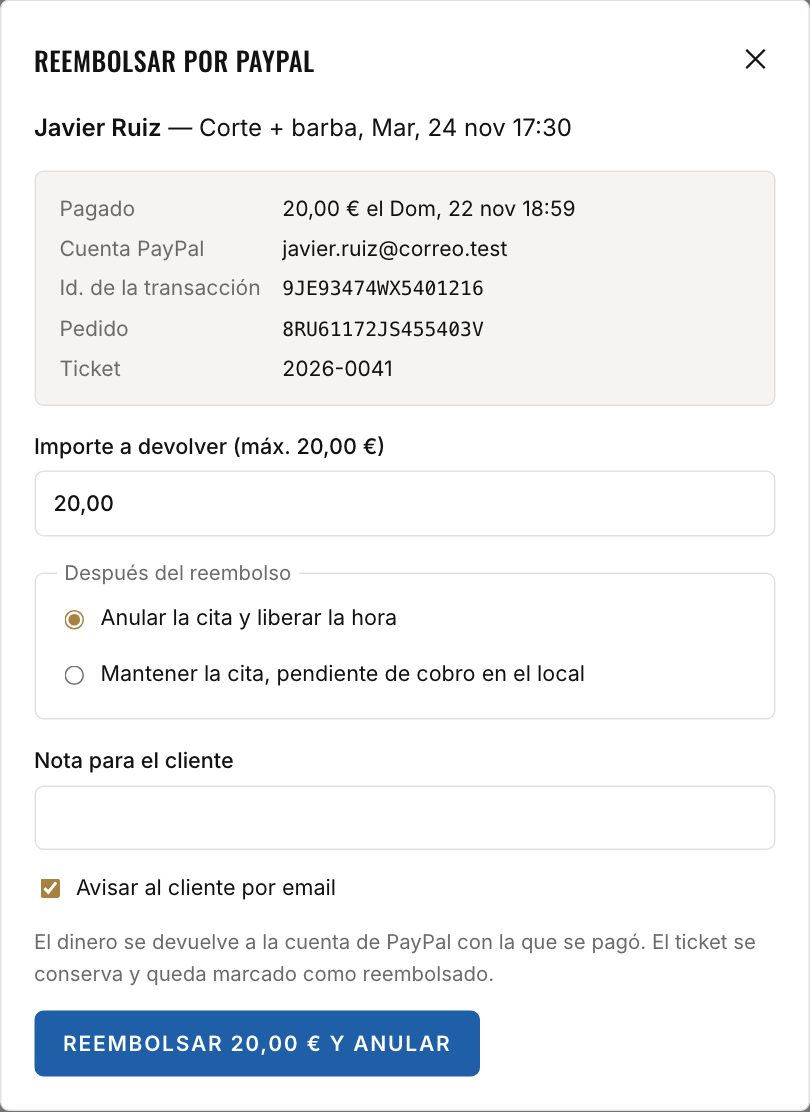 REEMBOLSAR POR PAYPAL
Javier Ruiz — Corte + barba, Mar, 24 nov 17:30
Pagado 20,00 € el Dom, 22 nov 18:59
Cuenta PayPal javier.ruiz@correo.test
Id. de la transacción 9JE93474WX5401216
Pedido 8RU61172JS455403V
Ticket 2026-0041
Importe a devolver (máx. 20,00 €)
20,00
Después del reembolso
Anular la cita y liberar la hora
Mantener la cita, pendiente de cobro en el local
Nota para el cliente
Avisar al cliente por email
El dinero se devuelve a la cuenta de PayPal con la que se pagó. El ticket se
conserva y queda marcado como reembolsado.
REEMBOLSAR 20,00 € Y ANULAR